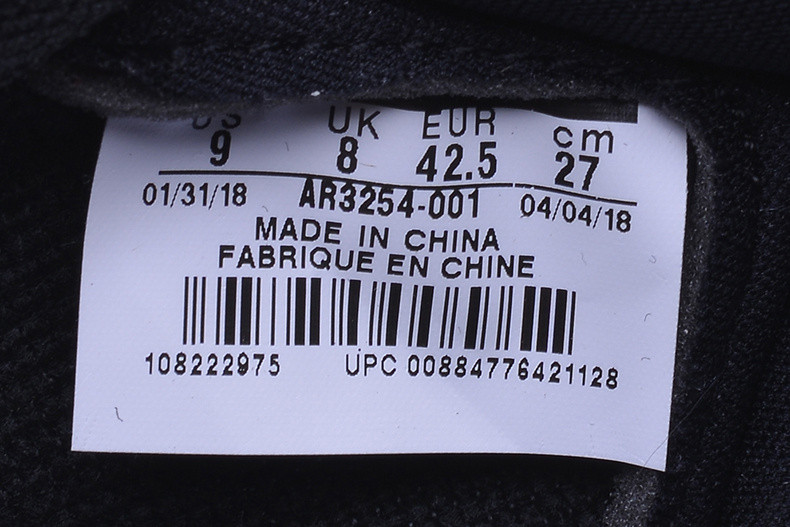 US UK EUR cm
9 8 42.5 27
01/31/18 AR3254-001 04/04/18
MADE IN CHINA
FABRIQUE EN CHINE
108222975 UPC 00884776421128